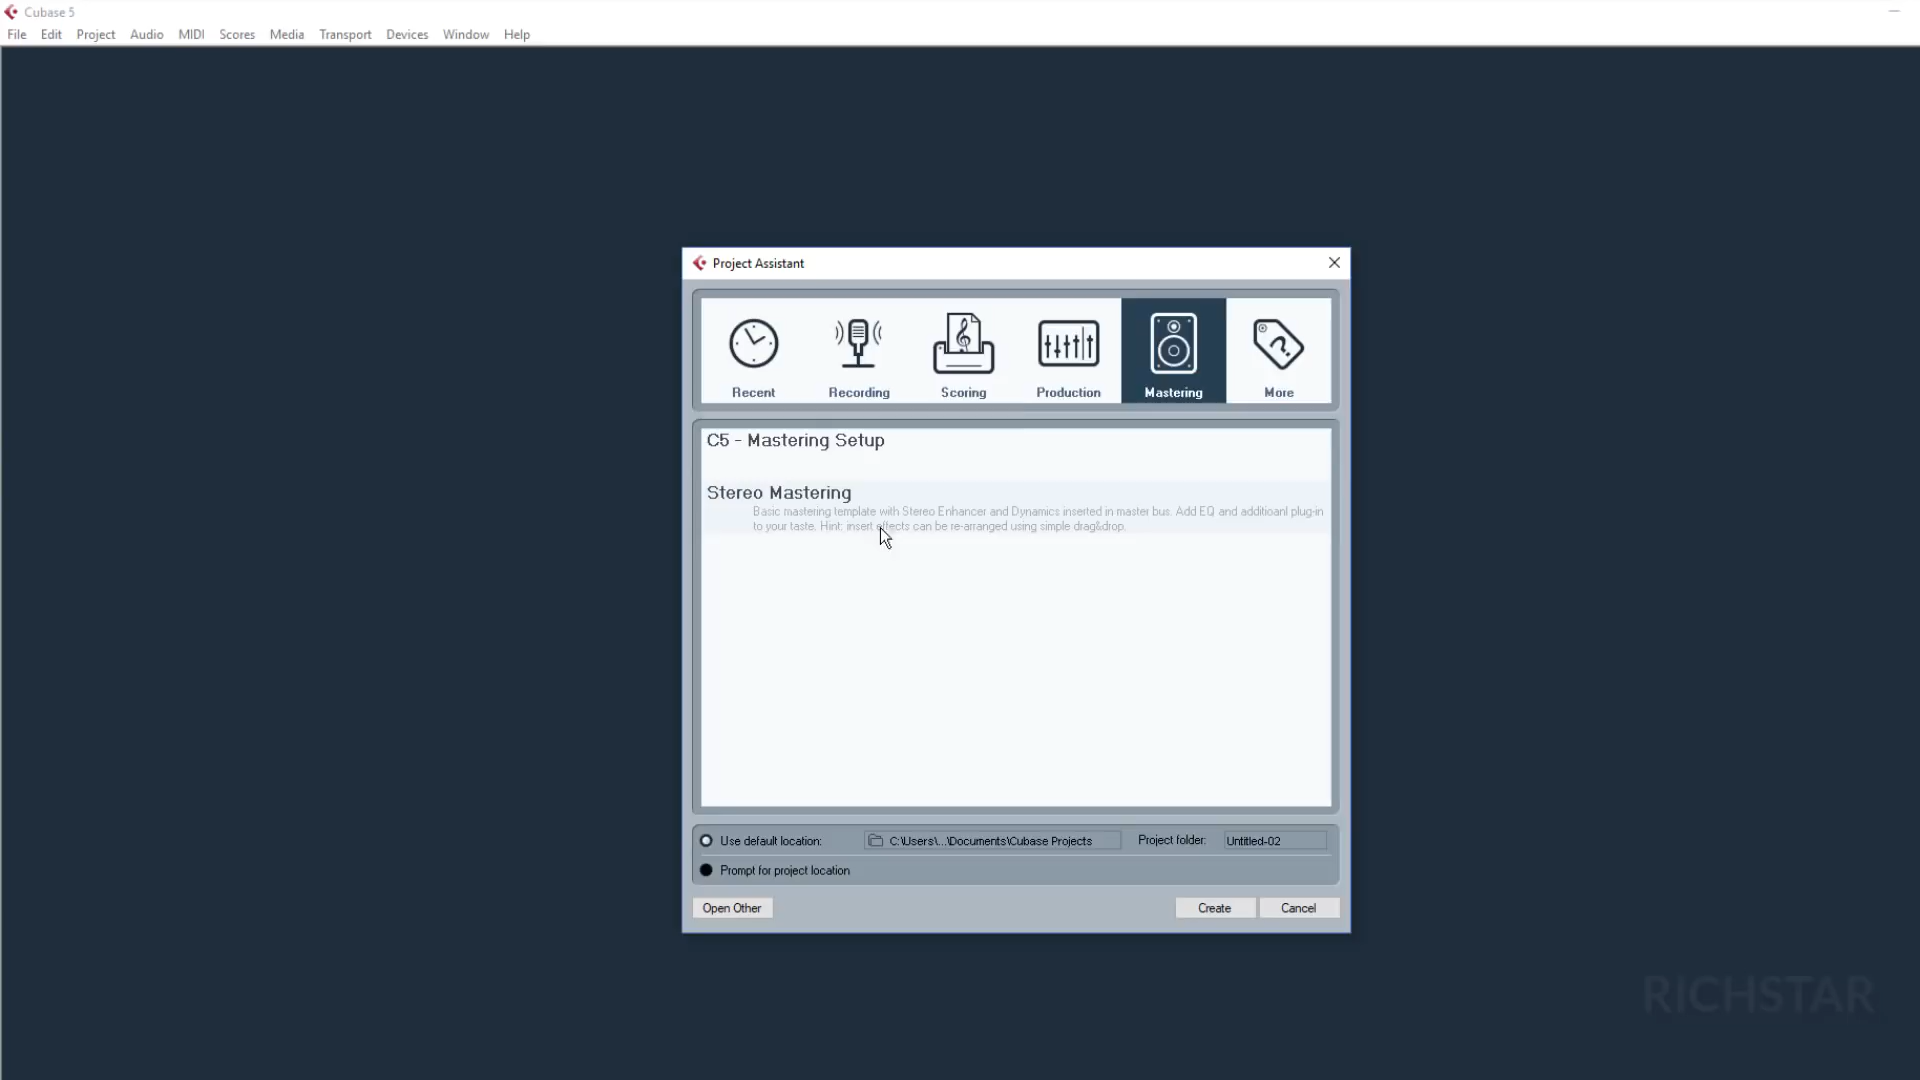 Cubase 5
File Edit Project Audio MIDI Scores Media Transport Devices Window Help
Project Assistant
Recent Recording Scoring Production Mastering More
C5 - Mastering Setup
Stereo Mastering
Basic mastering template with Stereo Enhancer and Dynamics inserted in master bus. Add EQ and additioanl plug-in
to your taste. Hint: insert effects can be re-arranged using simple drag&drop.
Use default location: C:\Users\...\Documents\Cubase Projects Project folder: Untitled-02
Prompt for project location
Open Other Create Cancel
RICHSTAR